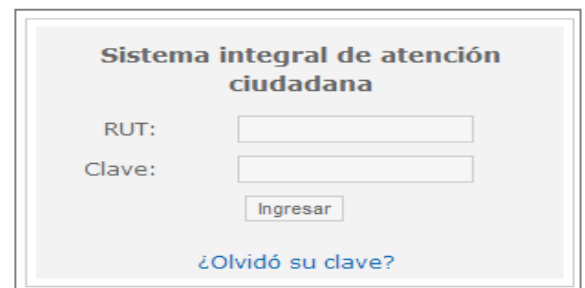 Sistema integral de atención
ciudadana
RUT:
Clave:
Ingresar
¿Olvidó su clave?